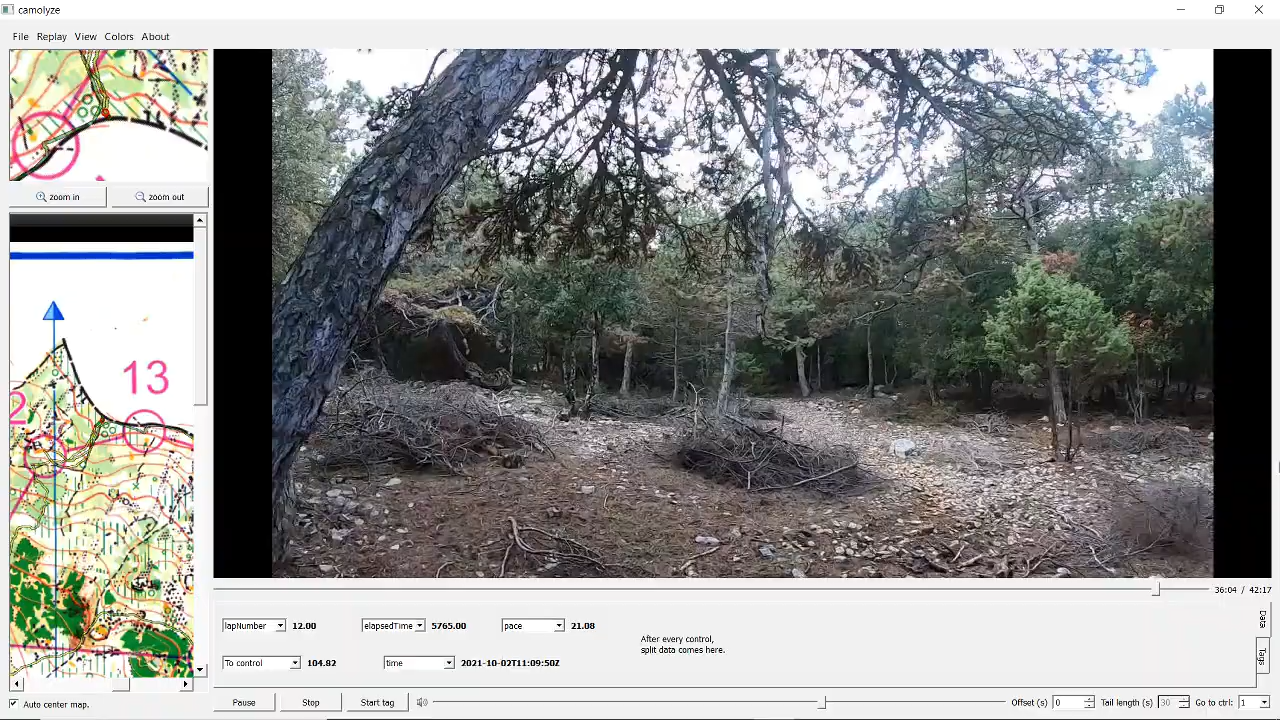 camolyze
File Replay View Colors About
zoom in zoom out
13
2
36:04 / 42:17
Data
Tags
lapNumber 12.00 elapsedTime 5765.00 pace 21.08
After every control,
split data comes here.
To control 104.82 time 2021-10-02T11:09:50Z
Auto center map.
Pause Stop Start tag Offset (s) 0 Tail length (s) 30 Go to ctrl: 1